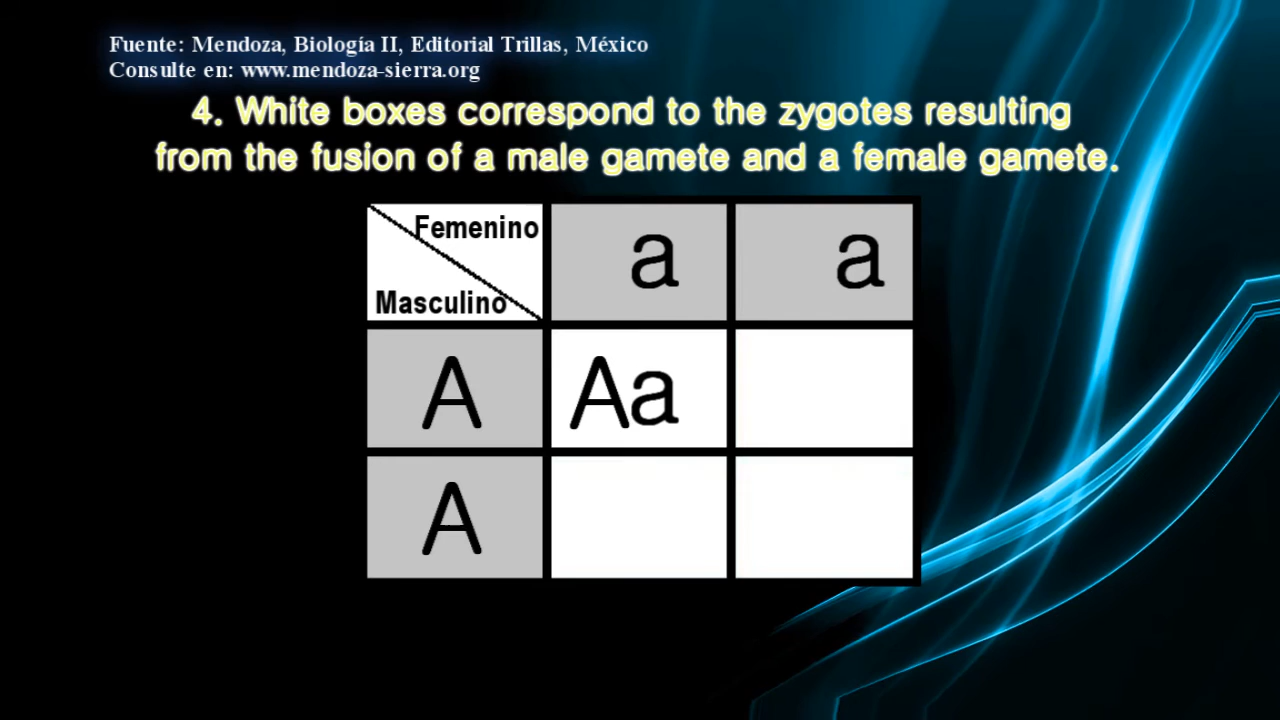 Fuente: Mendoza, Biología II, Editorial Trillas, México
Consulte en: www.mendoza-sierra.org
4. White boxes correspond to the zygotes resulting
from the fusion of a male gamete and a female gamete.
Femenino
Masculino
a a
A Aa
A